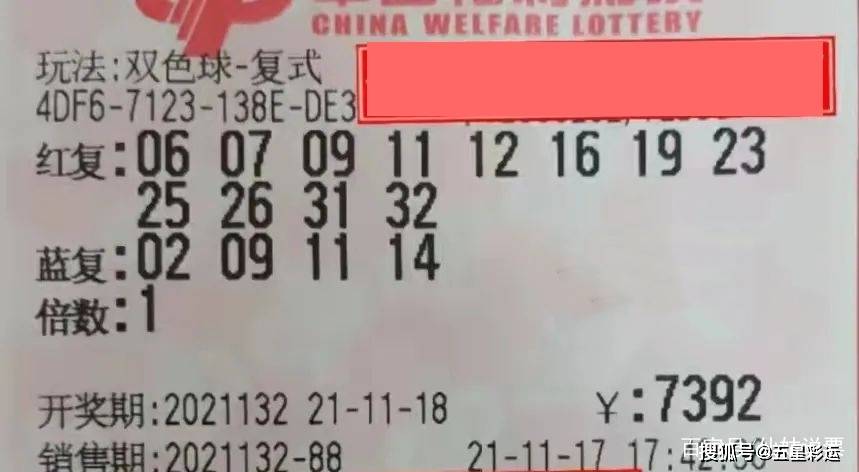 CHINA WELFARE LOTTERY
玩法:双色球-复式
4DF6-7123-138E-DE3
红复:06 07 09 11 12 16 19 23
25 26 31 32
蓝复:02 09 11 14
倍数:1
开奖期:2021132 21-11-18 ¥:7392
销售期:2021132-88 21-11-17 17:42:
搜狐号@五星彩运